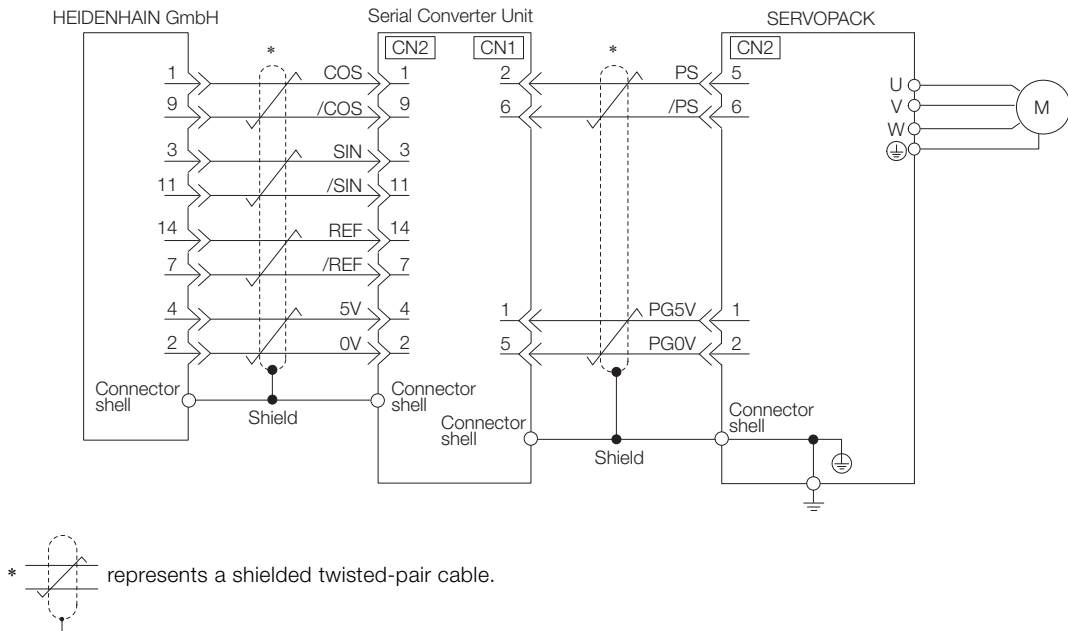 HEIDENHAIN GmbH Serial Converter Unit SERVOPACK
* CN2 CN1 * CN2
1 COS 1 2 PS 5
U
9 /COS 9 6 /PS 6
V M
W
3 SIN 3
11 /SIN 11
14 REF 14
7 /REF 7
4 5V 4 1 PG5V 1
2 0V 2 5 PG0V 2
Connector shell
Shield
Connector shell
Connector shell
Shield
Connector shell
* represents a shielded twisted-pair cable.